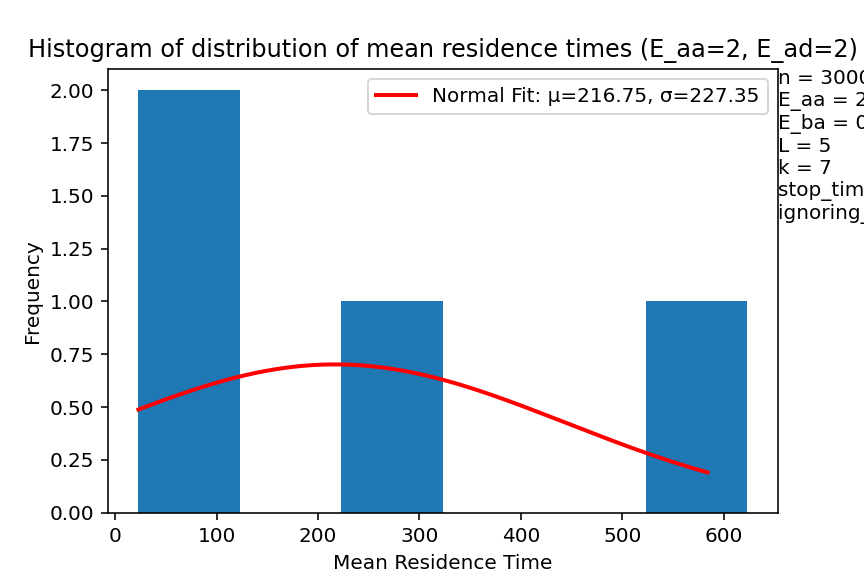 Histogram of distribution of mean residence times (E_aa=2, E_ad=2)
Normal Fit: μ=216.75, σ=227.35
n = 3000
E_aa = 2
E_ba = 0
L = 5
k = 7
stop_tim
ignoring_
2.00
1.75
1.50
1.25
1.00
0.75
0.50
0.25
0.00
Frequency
0 100 200 300 400 500 600
Mean Residence Time